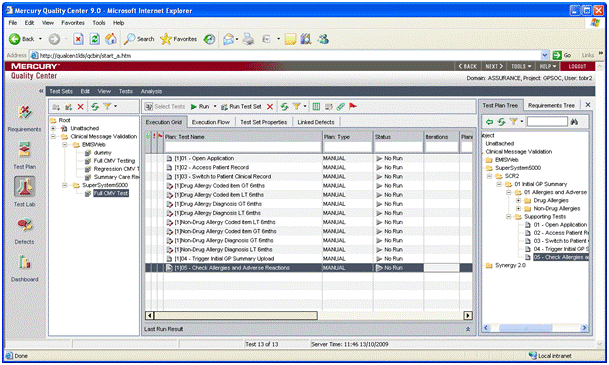 Mercury Quality Center 9.0 - Microsoft Internet Explorer
File Edit View Favorites Tools Help
Back Search Favorites
Address http://qualcen1lds/qcbin/start_a.htm Go Links
MERCURY < BACK NEXT > TOOLS HELP LOGOUT
Quality Center Domain: ASSURANCE, Project: GPSOC, User: tobr2
Test Sets Edit View Tests Analysis
Test Plan Tree Requirements Tree
Select Tests Run Run Test Set
Root
Unattached
Clinical Message Validation
EMISWeb
dummy
Full CMV Testing
Regression CMV T
Summary Care Re
SuperSystem5000
Full CMV Test
Requirements
Test Plan
Test Lab
Defects
Dashboard
Execution Grid Execution Flow Test Set Properties Linked Defects
Plan: Test Name Plan: Type Status Iterations Plann
[1]01 - Open Application MANUAL No Run
[1]02 - Access Patient Record MANUAL No Run
[1]03 - Switch to Patient Clinical Record MANUAL No Run
[1]Drug Allergy Coded item GT 6mths MANUAL No Run
[1]Drug Allergy Coded item LT 6mths MANUAL No Run
[1]Drug Allergy Diagnosis GT 6mths MANUAL No Run
[1]Drug Allergy Diagnosis LT 6mths MANUAL No Run
[1]Non-Drug Allergy Coded item GT 6mths MANUAL No Run
[1]Non-Drug Allergy Coded item LT 6mths MANUAL No Run
[1]Non-Drug Allergy Diagnosis GT 6mths MANUAL No Run
[1]Non-Drug Allergy Diagnosis LT 6mths MANUAL No Run
[1]04 - Trigger Initial GP Summary Upload MANUAL No Run
[1]05 - Check Allergies and Adverse Reactions MANUAL No Run
Last Run Result
ubject
Unattached
Clinical Message Validation
EMISWeb
SuperSystem5000
SCR2
01 Initial GP Summary
01 Allergies and Adverse
Drug Allergies
Non-Drug Allergies
Supporting Tests
01 - Open Application
02 - Access Patient R
03 - Switch to Patient
04 - Trigger Initial GP
05 - Check Allergies a
Synergy 2.0
Test 13 of 13 Server Time: 11:46 13/10/2009
Done Local intranet